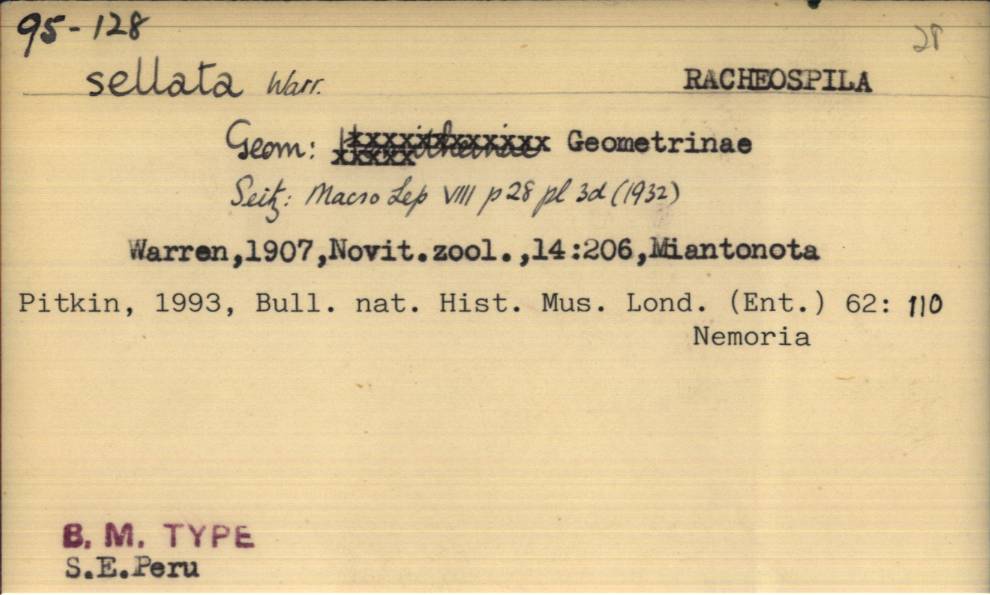 95-128
28
sellata Warr. RACHEOSPILA
Geom: Geometrinae
Seitz: Macro Lep VIII p28 pl 3d (1932)
Warren,1907,Novit.zool.,14:206,Miantonota
Pitkin, 1993, Bull. nat. Hist. Mus. Lond. (Ent.) 62: 110
Nemoria
B. M. TYPE
S.E.Peru